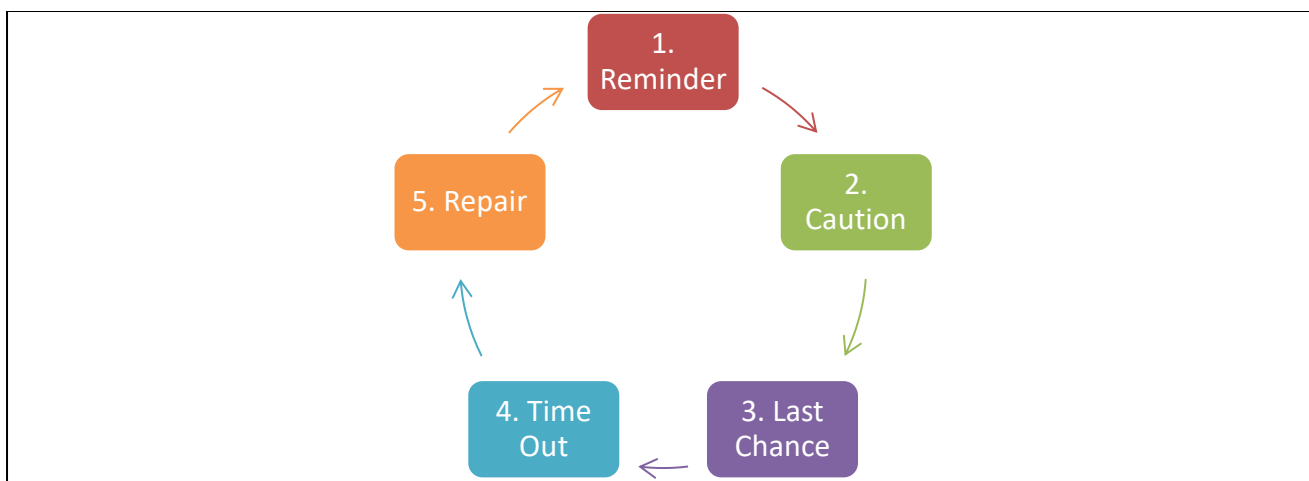 1.
Reminder
2.
Caution
3. Last
Chance
4. Time
Out
5. Repair